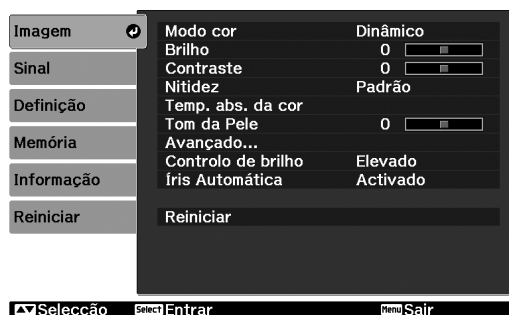 Imagem
Sinal
Definição
Memória
Informação
Reiniciar
Modo cor Dinâmico
Brilho 0
Contraste 0
Nitidez Padrão
Temp. abs. da cor
Tom da Pele 0
Avançado...
Controlo de brilho Elevado
Íris Automática Activado
Reiniciar
Selecção Select Entrar Menu Sair